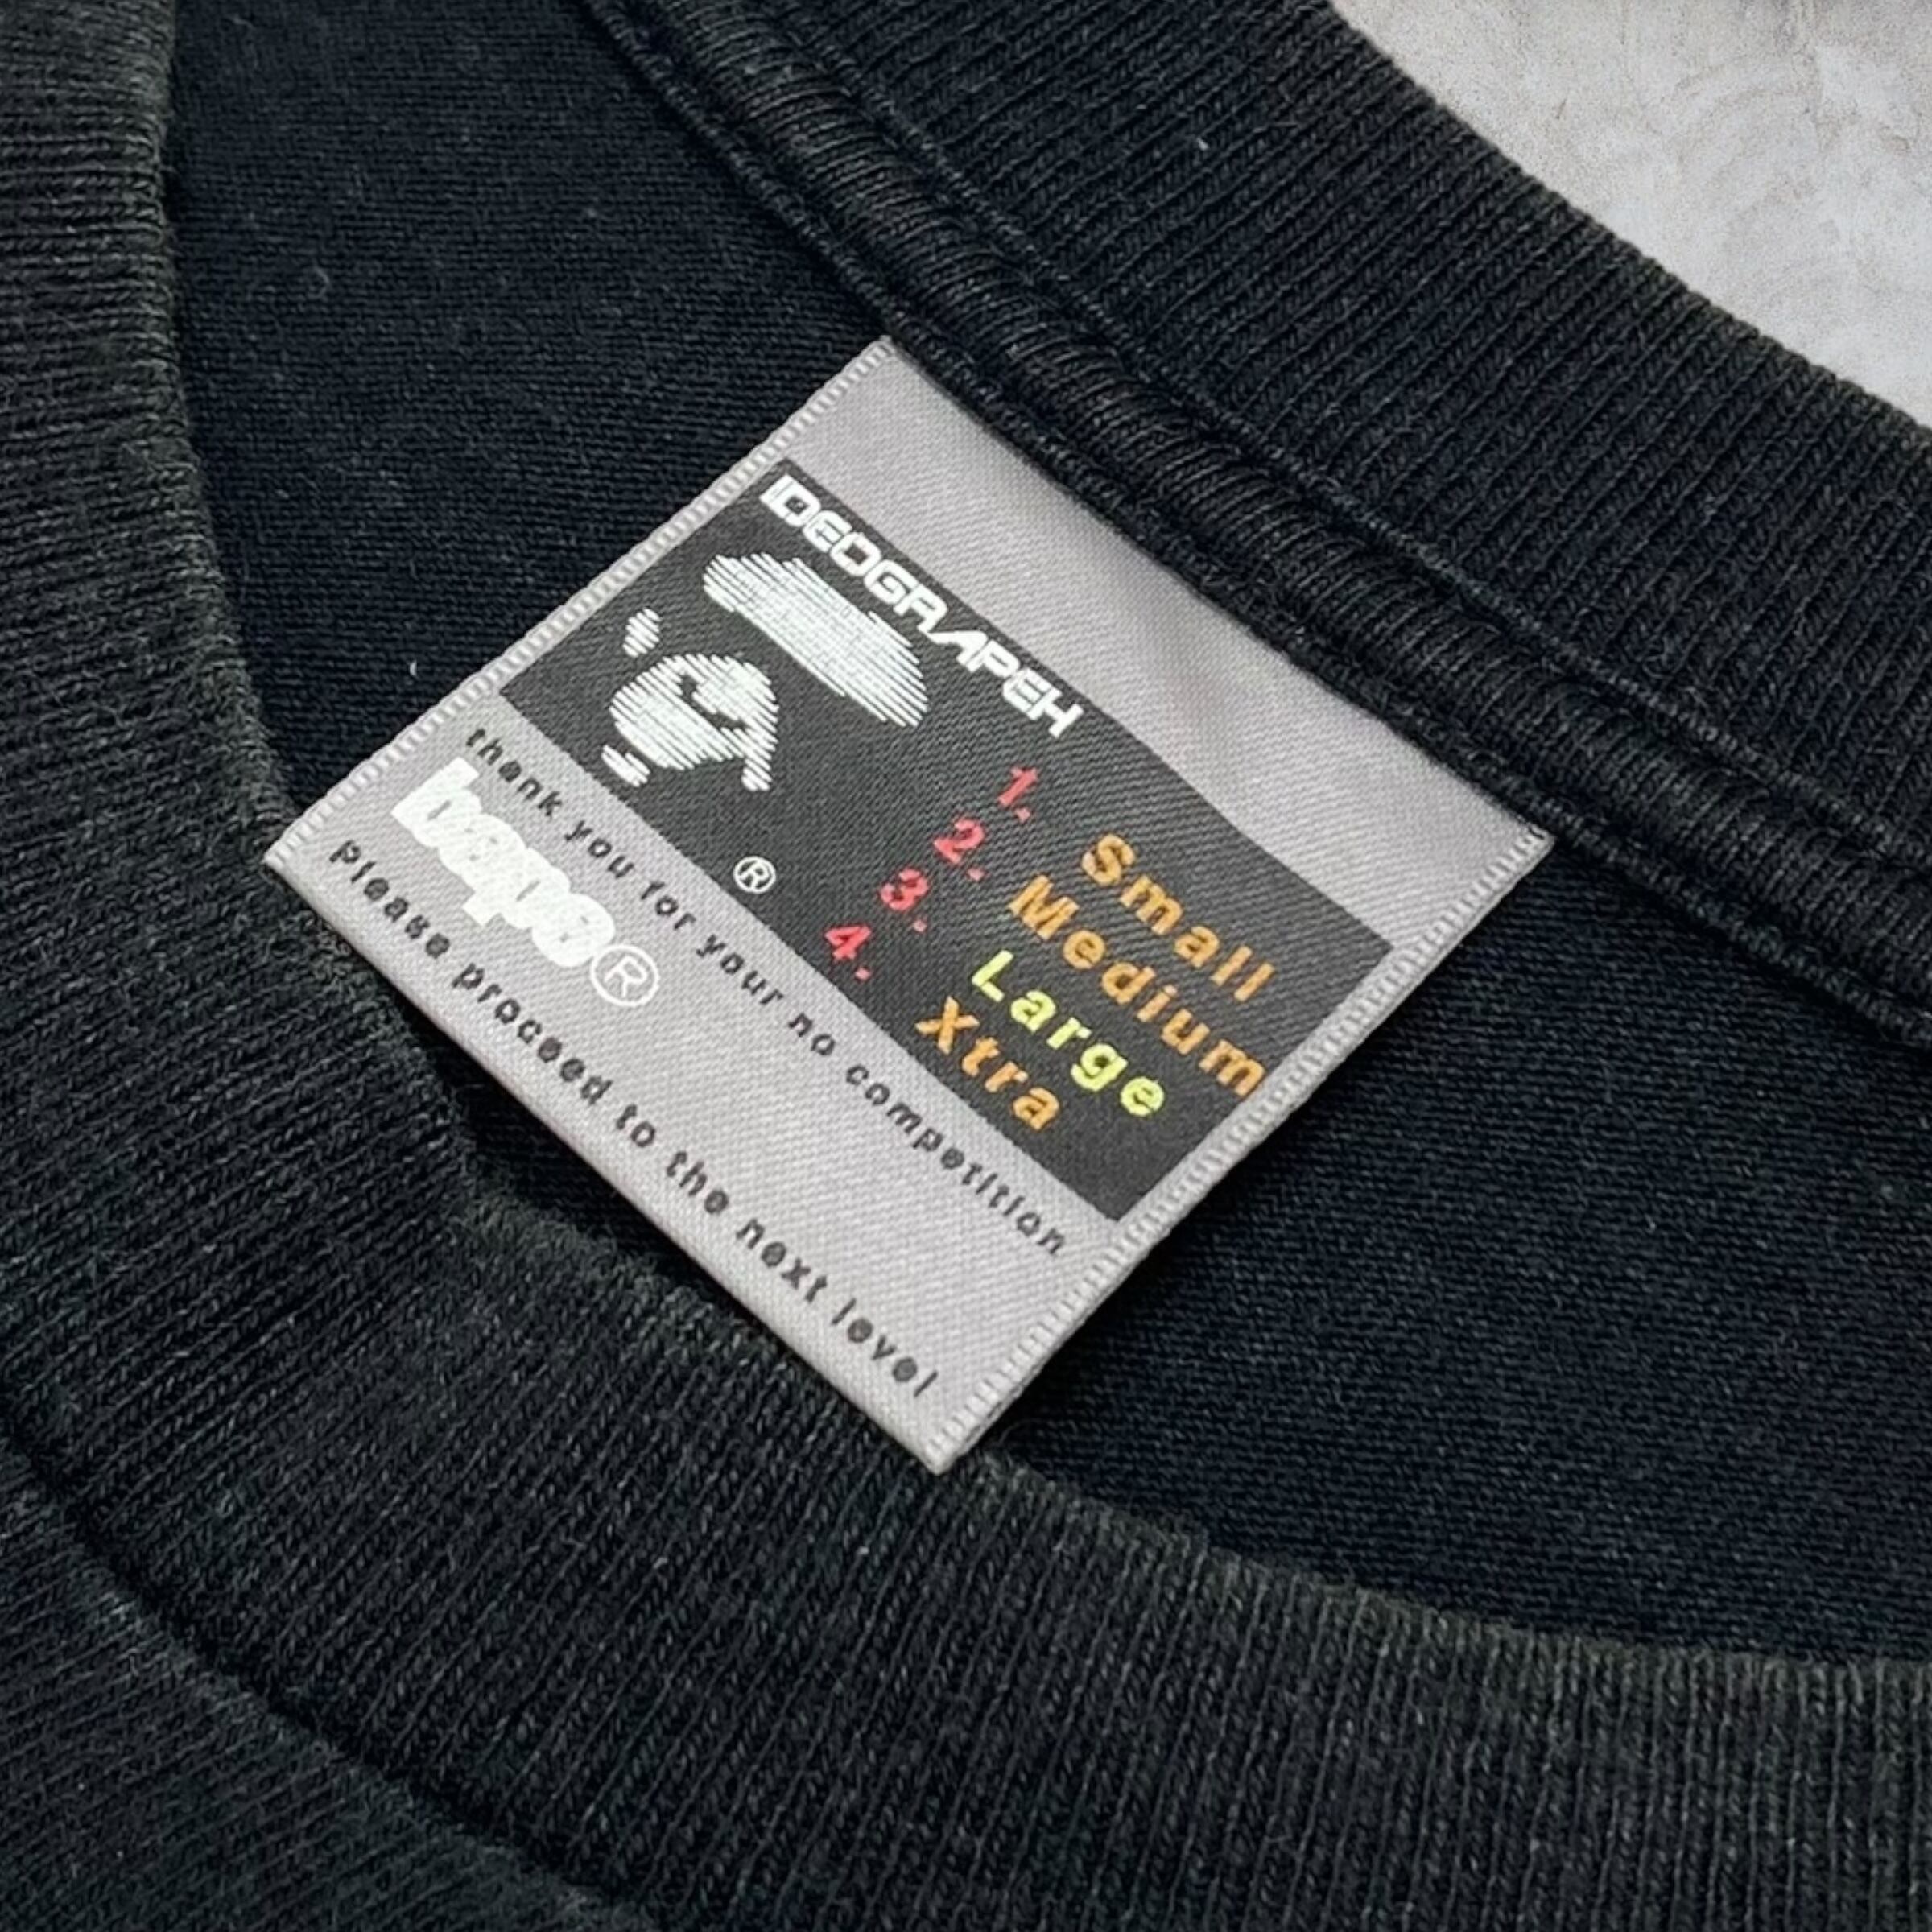 IDEOGRAPEH
1. Small
2. Medium
3. Large
4. Xtra
®
thank you for your no competition
bape®
Please proceed to the next level